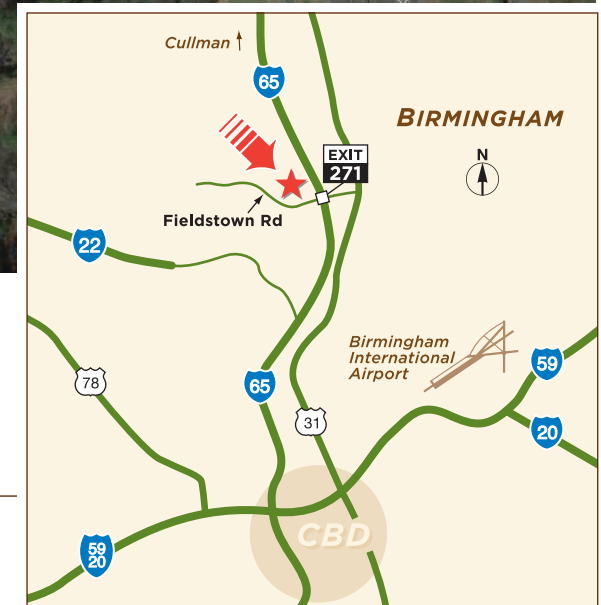 Cullman
65
BIRMINGHAM
EXIT
271
N
Fieldstown Rd
22
Birmingham
International
Airport
59
78
65
31
20
CBD
59
20